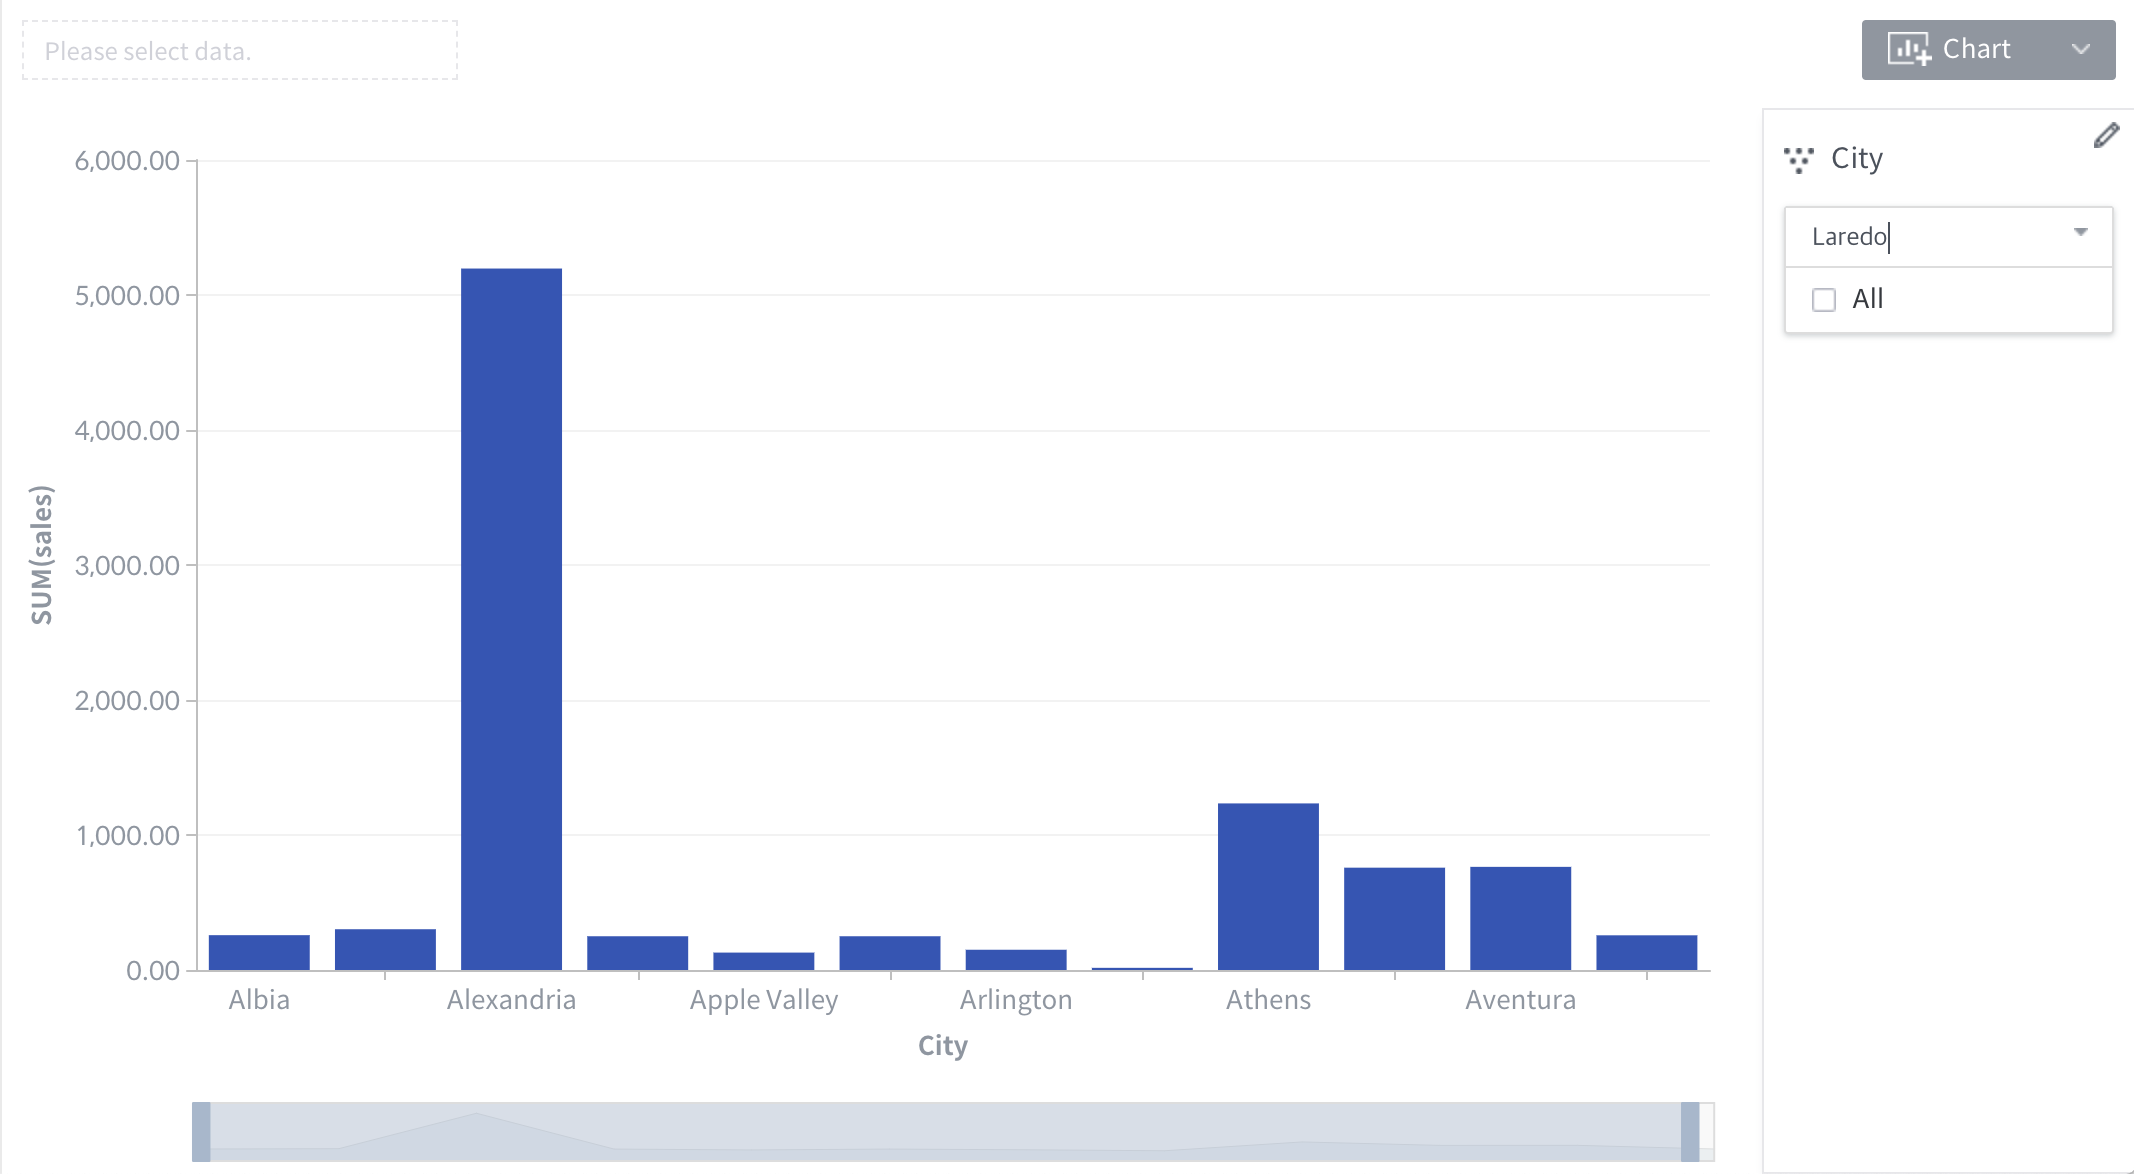 Please select data.
Chart
City
Laredo
All
6,000.00
5,000.00
4,000.00
3,000.00
2,000.00
1,000.00
0.00
SUM(sales)
Albia Alexandria Apple Valley Arlington Athens Aventura
City